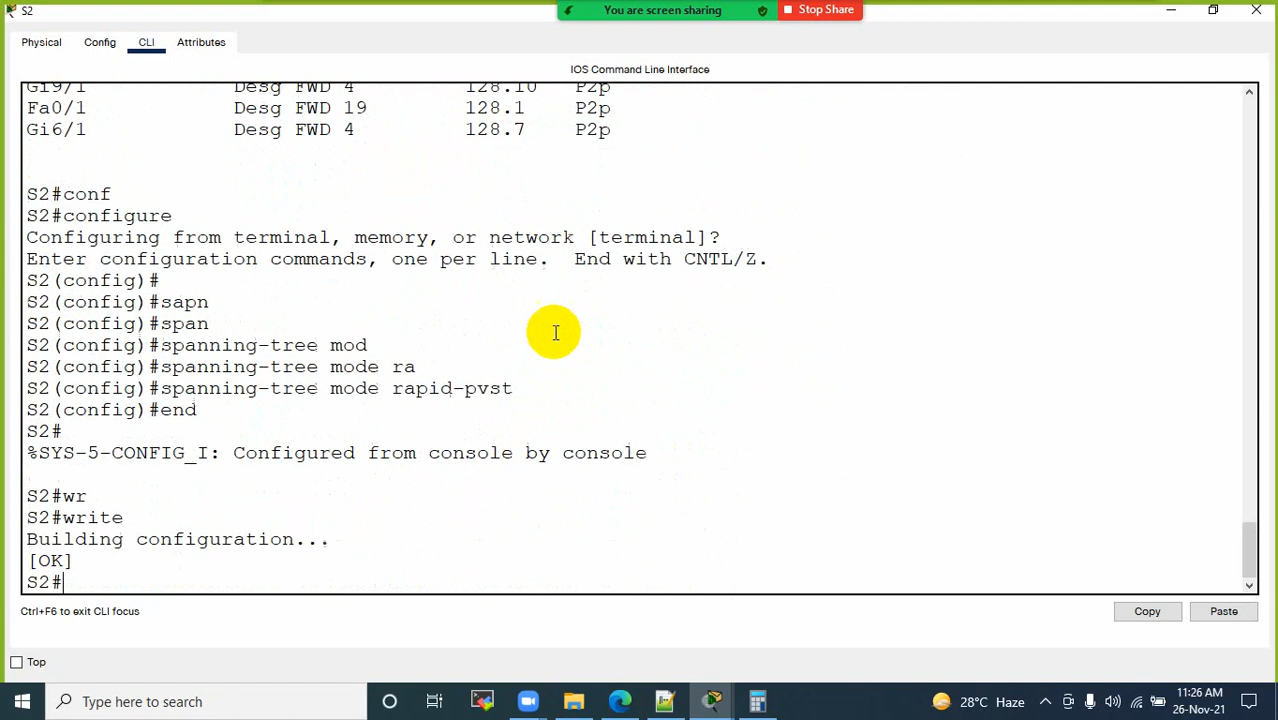 S2
You are screen sharing
Stop Share
Physical
Config
CLI
Attributes
IOS Command Line Interface
Gi9/1 Desg FWD 4 128.10 P2p
Fa0/1 Desg FWD 19 128.1 P2p
Gi6/1 Desg FWD 4 128.7 P2p
S2#conf
S2#configure
Configuring from terminal, memory, or network [terminal]?
Enter configuration commands, one per line. End with CNTL/Z.
S2(config)#
S2(config)#sapn
S2(config)#span
S2(config)#spanning-tree mod
S2(config)#spanning-tree mode ra
S2(config)#spanning-tree mode rapid-pvst
S2(config)#end
S2#
%SYS-5-CONFIG_I: Configured from console by console
S2#wr
S2#write
Building configuration...
[OK]
S2#
Ctrl+F6 to exit CLI focus
Copy
Paste
Top
Type here to search
28°C Haze
11:26 AM
26-Nov-21